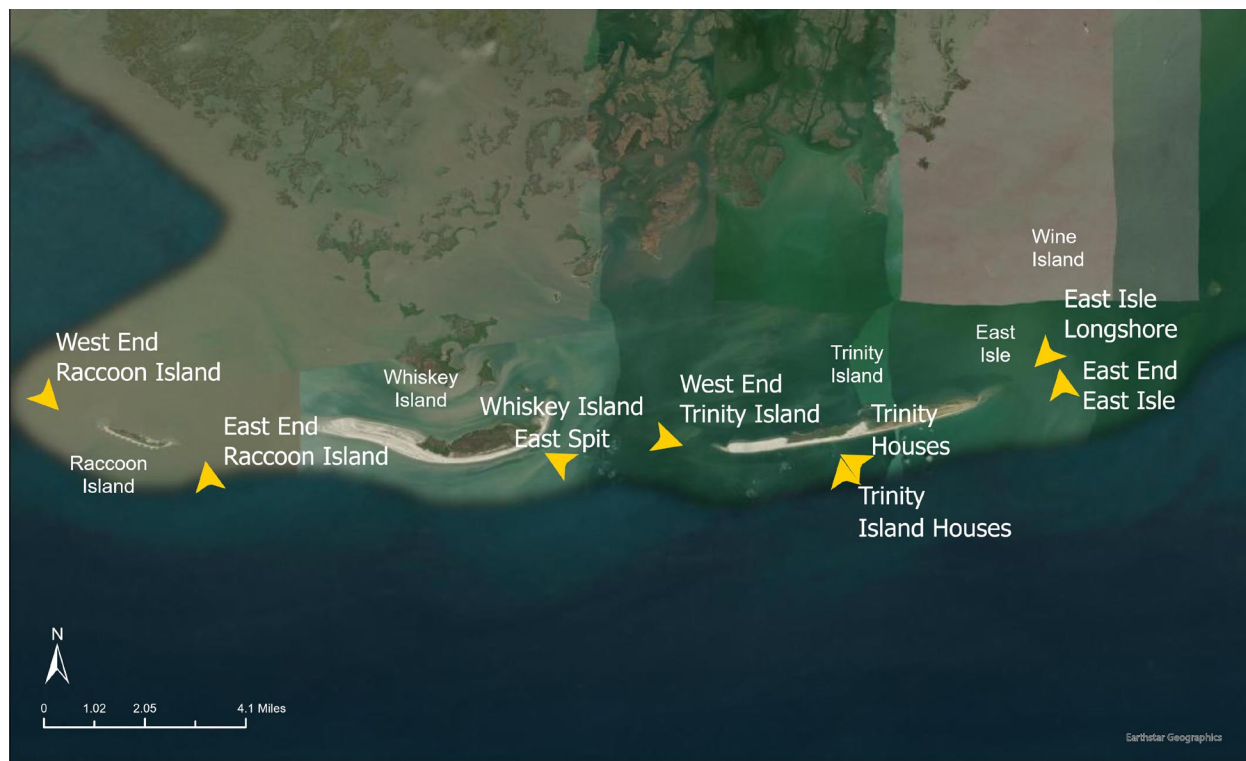 Wine
Island
East Isle
Longshore
East
Isle
West End
Raccoon Island
Trinity
Island
East End
East Isle
Whiskey
Island
West End
Trinity Island
Whiskey Island
East Spit
Trinity
Houses
East End
Raccoon Island
Raccoon
Island
Trinity
Island Houses
N
0 1.02 2.05 4.1 Miles
Earthstar Geographics